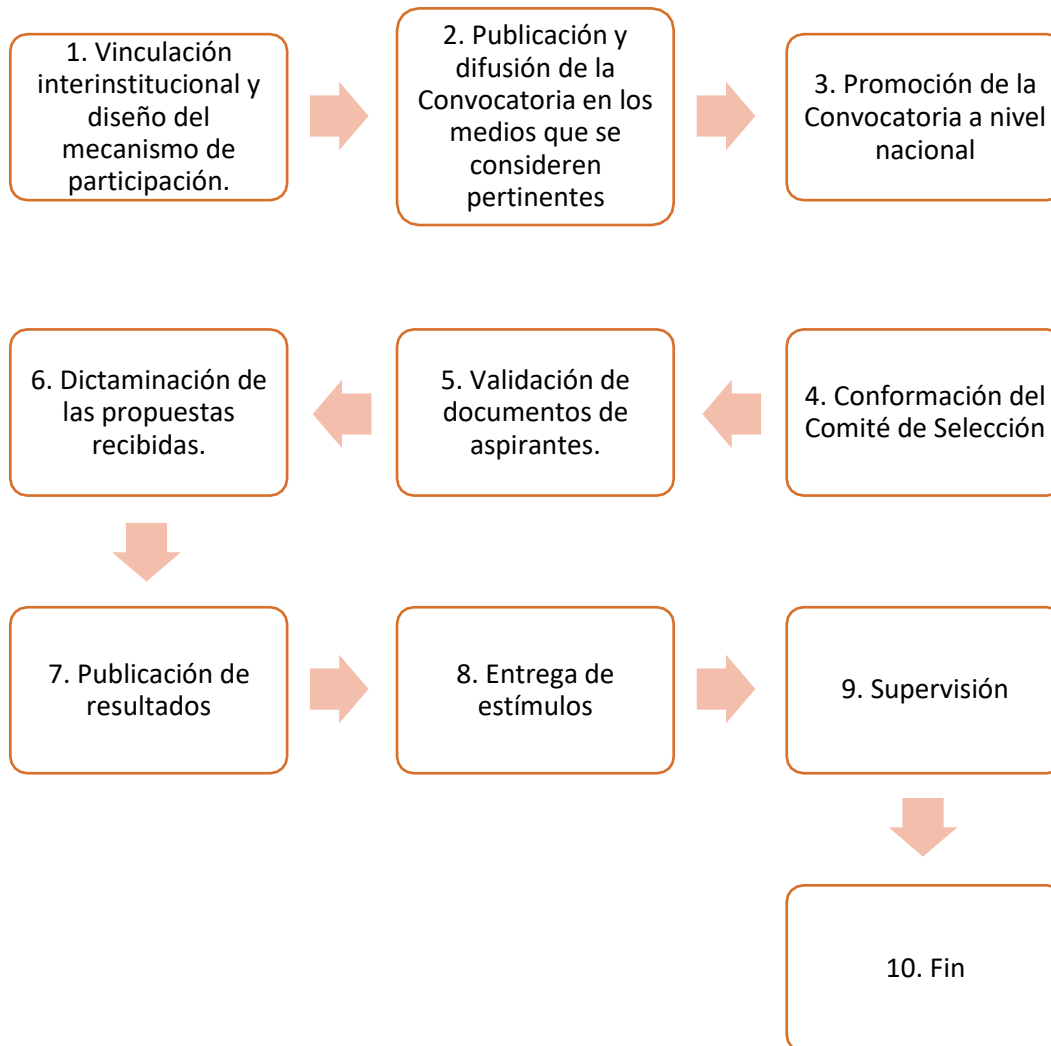 1. Vinculación
interinstitucional y
diseño del
mecanismo de
participación.
2. Publicación y
difusión de la
Convocatoria en los
medios que se
consideren
pertinentes
3. Promoción de la
Convocatoria a nivel
nacional
4. Conformación del
Comité de Selección
5. Validación de
documentos de
aspirantes.
6. Dictaminación de
las propuestas
recibidas.
7. Publicación de
resultados
8. Entrega de
estímulos
9. Supervisión
10. Fin